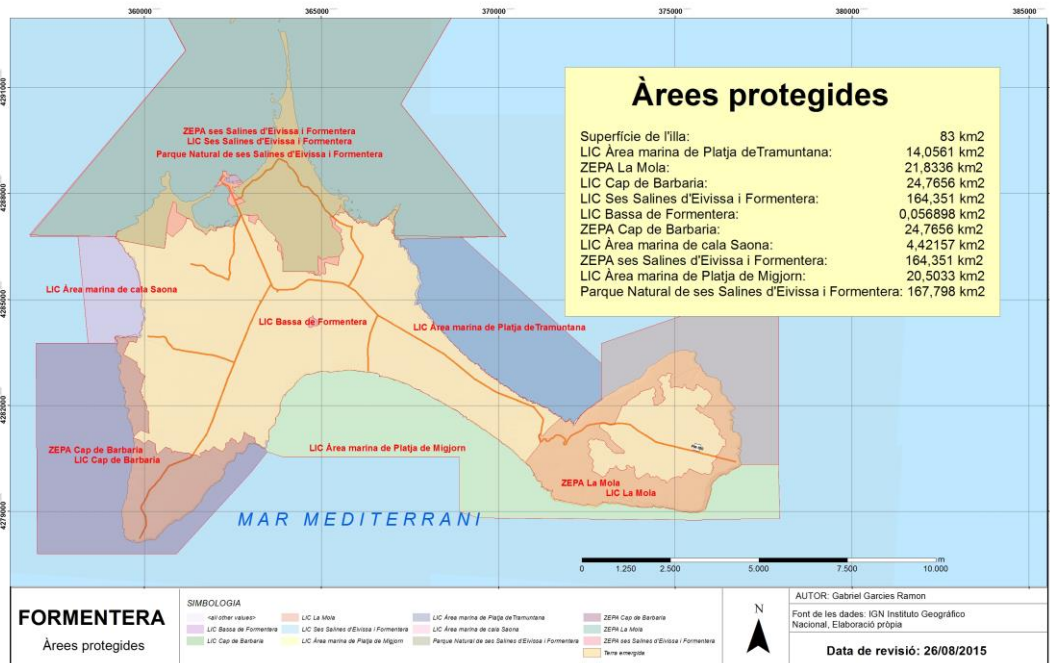 360000 365000 370000 375000 380000 385000
4291000
4288000
4285000
4282000
4279000
Àrees protegides
Superfície de l'illa: 83 km2
LIC Àrea marina de Platja deTramuntana: 14,0561 km2
ZEPA La Mola: 21,8336 km2
LIC Cap de Barbaria: 24,7656 km2
LIC Ses Salines d'Eivissa i Formentera: 164,351 km2
LIC Bassa de Formentera: 0,056898 km2
ZEPA Cap de Barbaria: 24,7656 km2
LIC Àrea marina de cala Saona: 4,42157 km2
ZEPA ses Salines d'Eivissa i Formentera: 164,351 km2
LIC Àrea marina de Platja de Migjorn: 20,5033 km2
Parque Natural de ses Salines d'Eivissa i Formentera: 167,798 km2
ZEPA ses Salines d'Eivissa i Formentera
LIC Ses Salines d'Eivissa i Formentera
Parque Natural de ses Salines d'Eivissa i Formentera
LIC Àrea marina de cala Saona
LIC Bassa de Formentera
LIC Àrea marina de Platja deTramuntana
ZEPA Cap de Barbaria
LIC Cap de Barbaria
LIC Àrea marina de Platja de Migjorn
ZEPA La Mola
LIC La Mola
MAR MEDITERRANI
m
0 1.250 2.500 5.000 7.500 10.000
FORMENTERA
Àrees protegides
SIMBOLOGIA
<all other values>
LIC Bassa de Formentera
LIC Cap de Barbaria
LIC La Mola
LIC Ses Salines d'Eivissa i Formentera
LIC Àrea marina de Platja de Migjorn
LIC Àrea marina de Platja deTramuntana
LIC Àrea marina de cala Saona
Parque Natural de ses Salines d'Eivissa i Formentera
ZEPA Cap de Barbaria
ZEPA La Mola
ZEPA ses Salines d'Eivissa i Formentera
Terra emergida
N
AUTOR: Gabriel Garcies Ramon
Font de les dades: IGN Instituto Geográfico
Nacional, Elaboració pròpia
Data de revisió: 26/08/2015